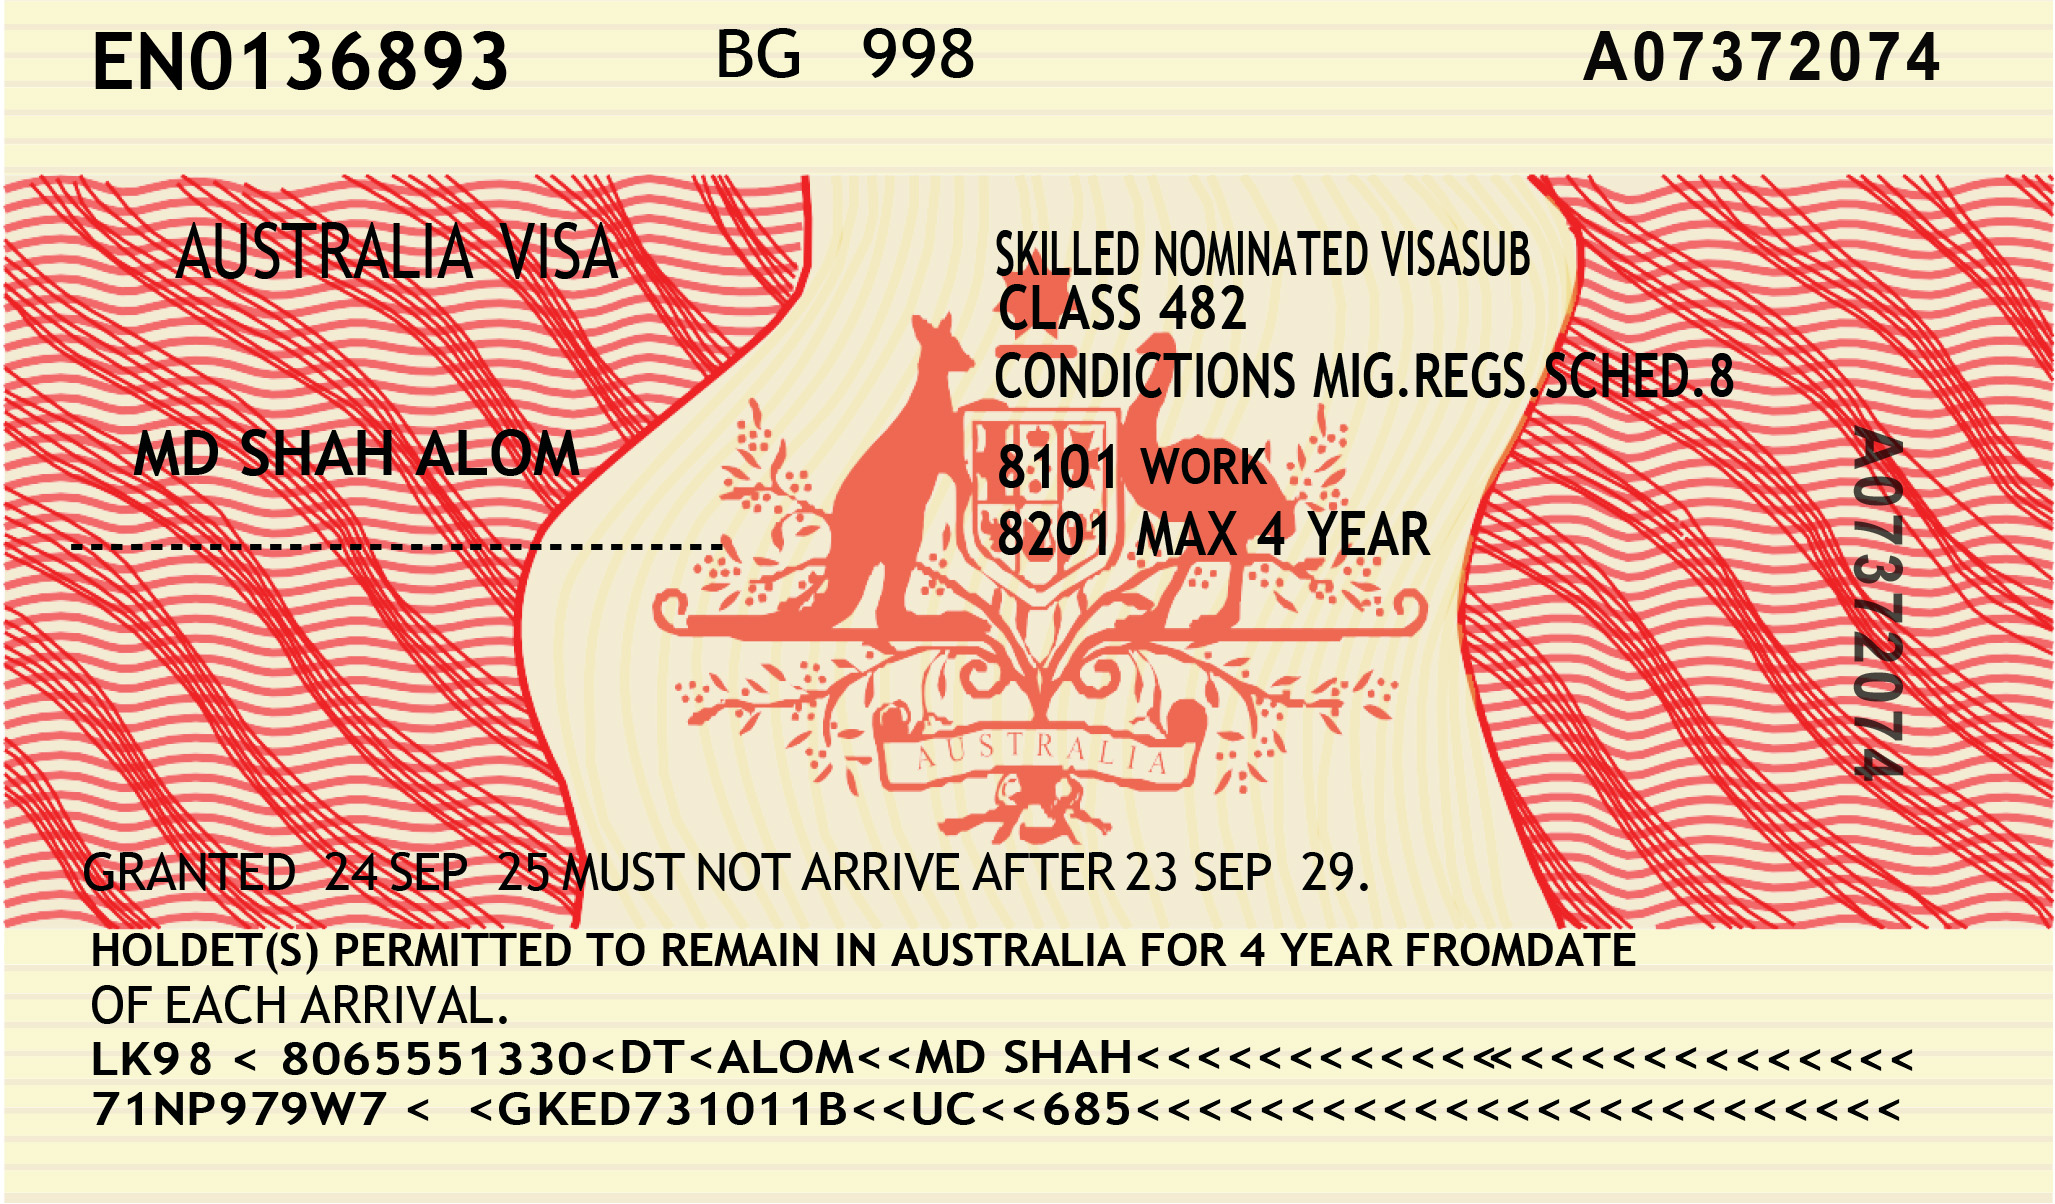 EN0136893 BG 998 A07372074
AUSTRALIA VISA
SKILLED NOMINATED VISASUB
CLASS 482
CONDICTIONS MIG.REGS.SCHED.8
MD SHAH ALOM
8101 WORK
8201 MAX 4 YEAR
--------------------------------
A07372074
AUSTRALIA
GRANTED 24 SEP 25 MUST NOT ARRIVE AFTER 23 SEP 29.
HOLDET(S) PERMITTED TO REMAIN IN AUSTRALIA FOR 4 YEAR FROMDATE
OF EACH ARRIVAL.
LK98 < 8065551330<DT<ALOM<<MD SHAH<<<<<<<<<<<<<<<<<<<<<<<<<<<<
71NP979W7 < <GKED731011B<<UC<<685<<<<<<<<<<<<<<<<<<<<<<<<<<<